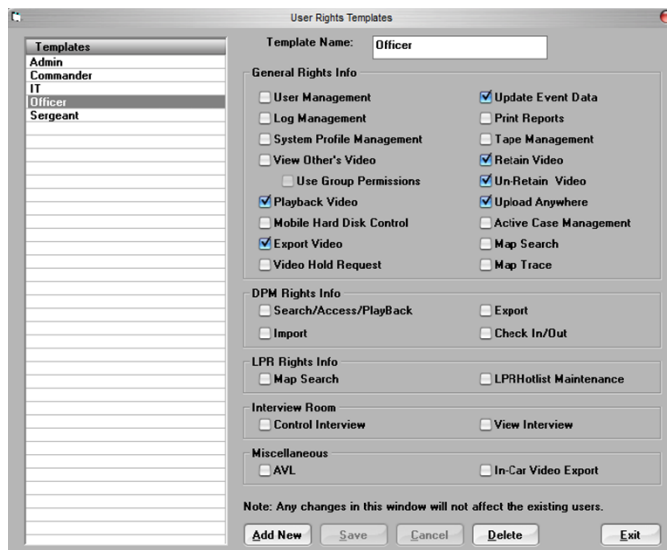 User Rights Templates
Templates
Admin
Commander
IT
Officer
Sergeant
Template Name: Officer
General Rights Info
User Management
Update Event Data
Log Management
Print Reports
System Profile Management
Tape Management
View Other's Video
Retain Video
Use Group Permissions
Un-Retain Video
Playback Video
Upload Anywhere
Mobile Hard Disk Control
Active Case Management
Export Video
Map Search
Video Hold Request
Map Trace
DPM Rights Info
Search/Access/PlayBack
Export
Import
Check In/Out
LPR Rights Info
Map Search
LPRHotlist Maintenance
Interview Room
Control Interview
View Interview
Miscellaneous
AVL
In-Car Video Export
Note: Any changes in this window will not affect the existing users.
Add New Save Cancel Delete Exit